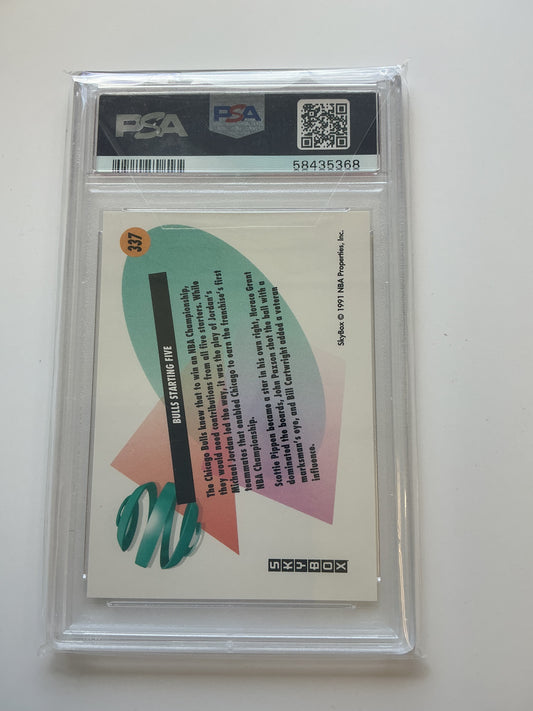 PSA
PSA
58435368
337
BULLS STARTING FIVE
The Chicago Bulls knew that to win an NBA Championship,
they would need contributions from all five starters. While
Michael Jordan led the way, it was the play of Jordan's
teammates that enabled Chicago to earn the franchise's first
NBA Championship.
Scottie Pippen became a star in his own right, Horace Grant
dominated the boards, John Paxson shot the ball with a
marksman's eye, and Bill Cartwright added a veteran
influence.
SKYBOX
SkyBox © 1991 NBA Properties, Inc.